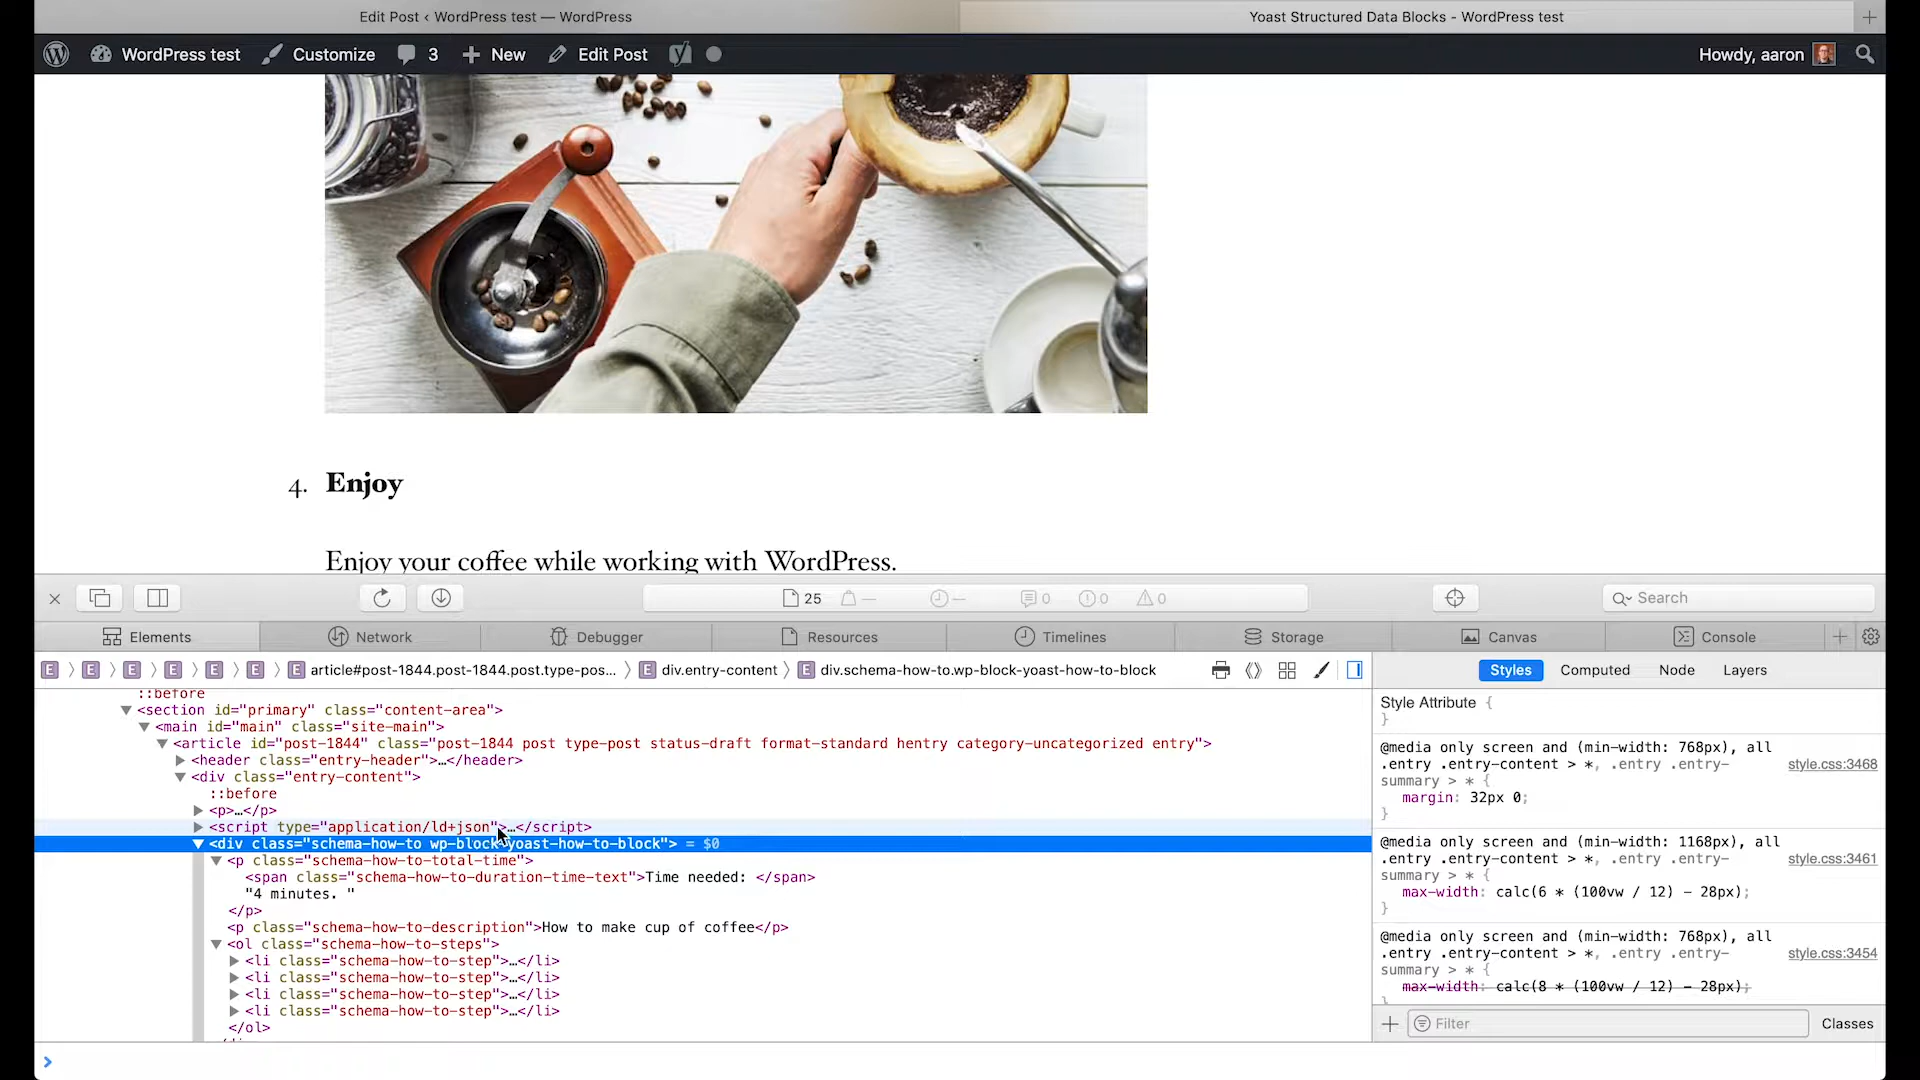 Edit Post ‹ WordPress test — WordPress
Yoast Structured Data Blocks - WordPress test
WordPress test Customize 3 New Edit Post Howdy, aaron
4. Enjoy
Enjoy your coffee while working with WordPress.
25 — — 0 0 0 Search
Elements Network Debugger Resources Timelines Storage Canvas Console
E E E E E E E article#post-1844.post-1844.post.type-pos... E div.entry-content E div.schema-how-to.wp-block-yoast-how-to-block
Styles Computed Node Layers
::before
<section id="primary" class="content-area">
<main id="main" class="site-main">
<article id="post-1844" class="post-1844 post type-post status-draft format-standard hentry category-uncategorized entry">
<header class="entry-header">…</header>
<div class="entry-content">
::before
<p>…</p>
<script type="application/ld+json">…</script>
<div class="schema-how-to wp-block-yoast-how-to-block"> = $0
<p class="schema-how-to-total-time">
<span class="schema-how-to-duration-time-text">Time needed: </span>
"4 minutes. "
</p>
<p class="schema-how-to-description">How to make cup of coffee</p>
<ol class="schema-how-to-steps">
<li class="schema-how-to-step">…</li>
<li class="schema-how-to-step">…</li>
<li class="schema-how-to-step">…</li>
<li class="schema-how-to-step">…</li>
</ol>
Style Attribute {
}
@media only screen and (min-width: 768px), all
.entry .entry-content > *, .entry .entry- style.css:3468
summary > * {
margin: 32px 0;
}
@media only screen and (min-width: 1168px), all
.entry .entry-content > *, .entry .entry- style.css:3461
summary > * {
max-width: calc(6 * (100vw / 12) - 28px);
}
@media only screen and (min-width: 768px), all
.entry .entry-content > *, .entry .entry- style.css:3454
summary > * {
max-width: calc(8 * (100vw / 12) - 28px);
Filter Classes